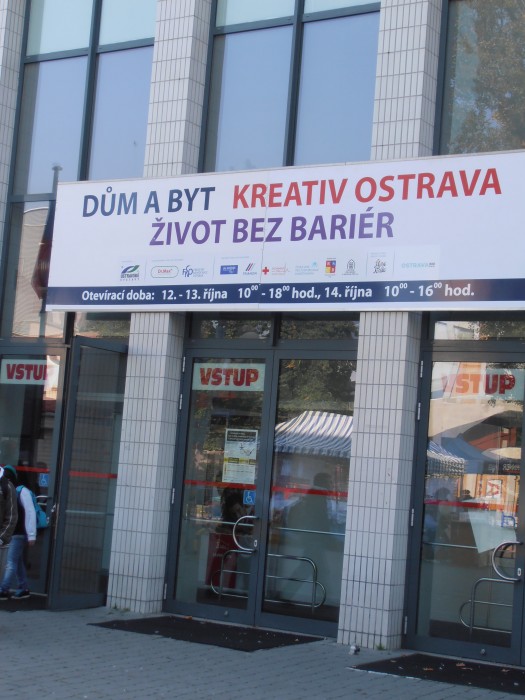 DŮM A BYT KREATIV OSTRAVA
ŽIVOT BEZ BARIÉR
Otevírací doba: 12. - 13. října 10⁰⁰ - 18⁰⁰ hod., 14. října 10⁰⁰ - 16⁰⁰ hod.
VSTUP
VSTUP
VSTUP